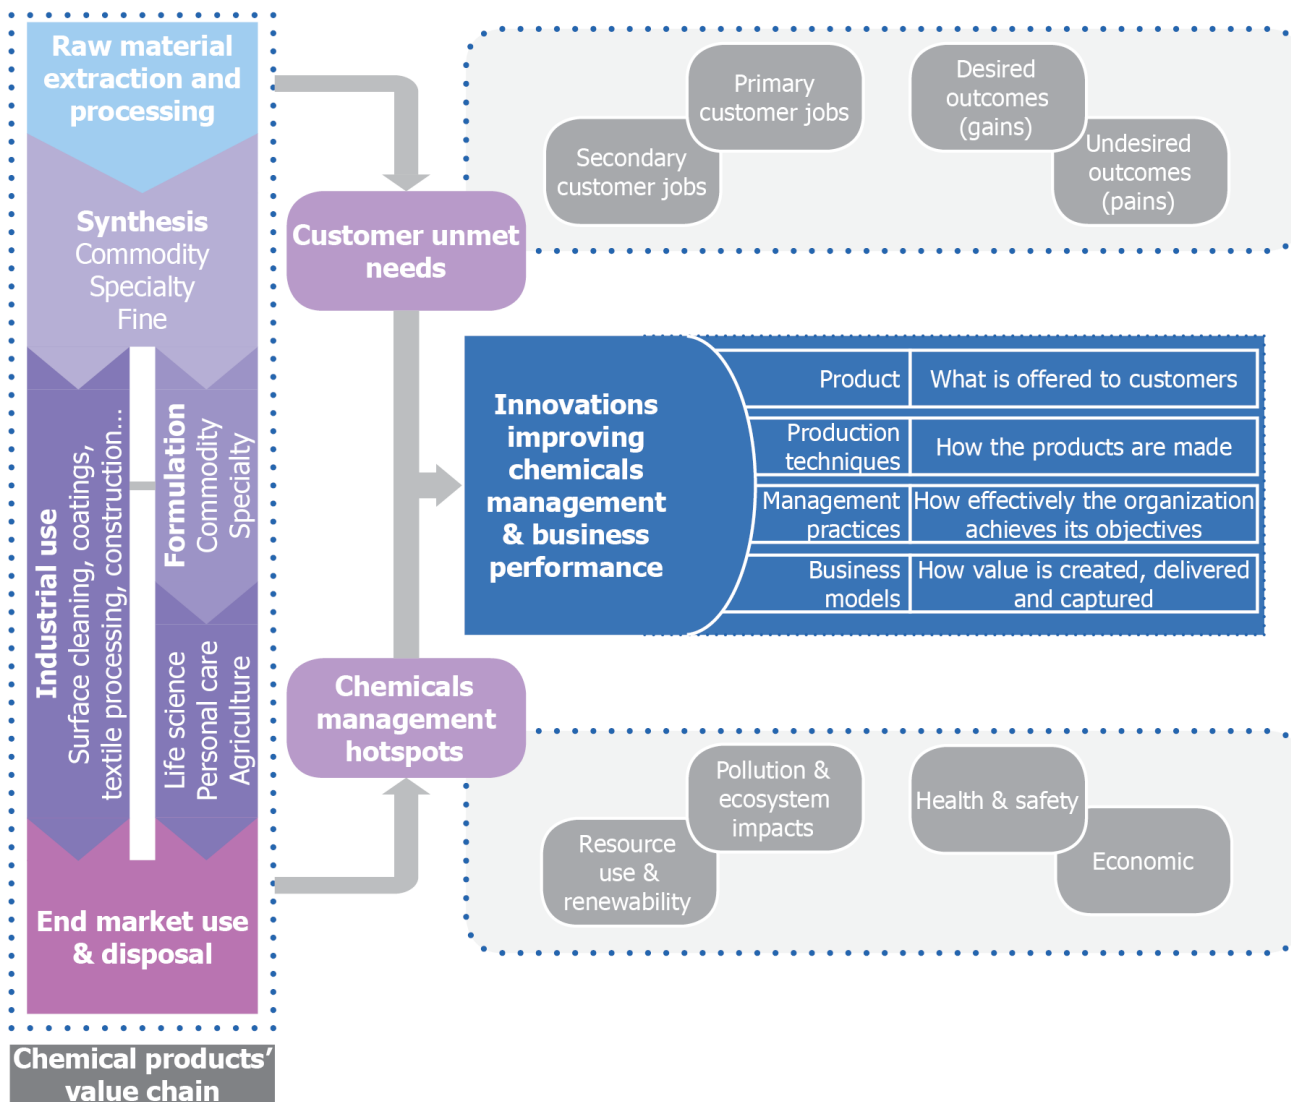 Raw material
extraction and
processing
Synthesis
Commodity
Specialty
Fine
Industrial use
Surface cleaning, coatings,
textile processing, construction...
Formulation
Commodity
Specialty
Life science
Personal care
Agriculture
End market use
& disposal
Chemical products’
value chain
Customer unmet
needs
Secondary
customer jobs
Primary
customer jobs
Desired
outcomes
(gains)
Undesired
outcomes
(pains)
Innovations
improving
chemicals
management
& business
performance
Product
What is offered to customers
Production
techniques
How the products are made
Management
practices
How effectively the organization
achieves its objectives
Business
models
How value is created, delivered
and captured
Chemicals
management
hotspots
Resource
use &
renewability
Pollution &
ecosystem
impacts
Health & safety
Economic